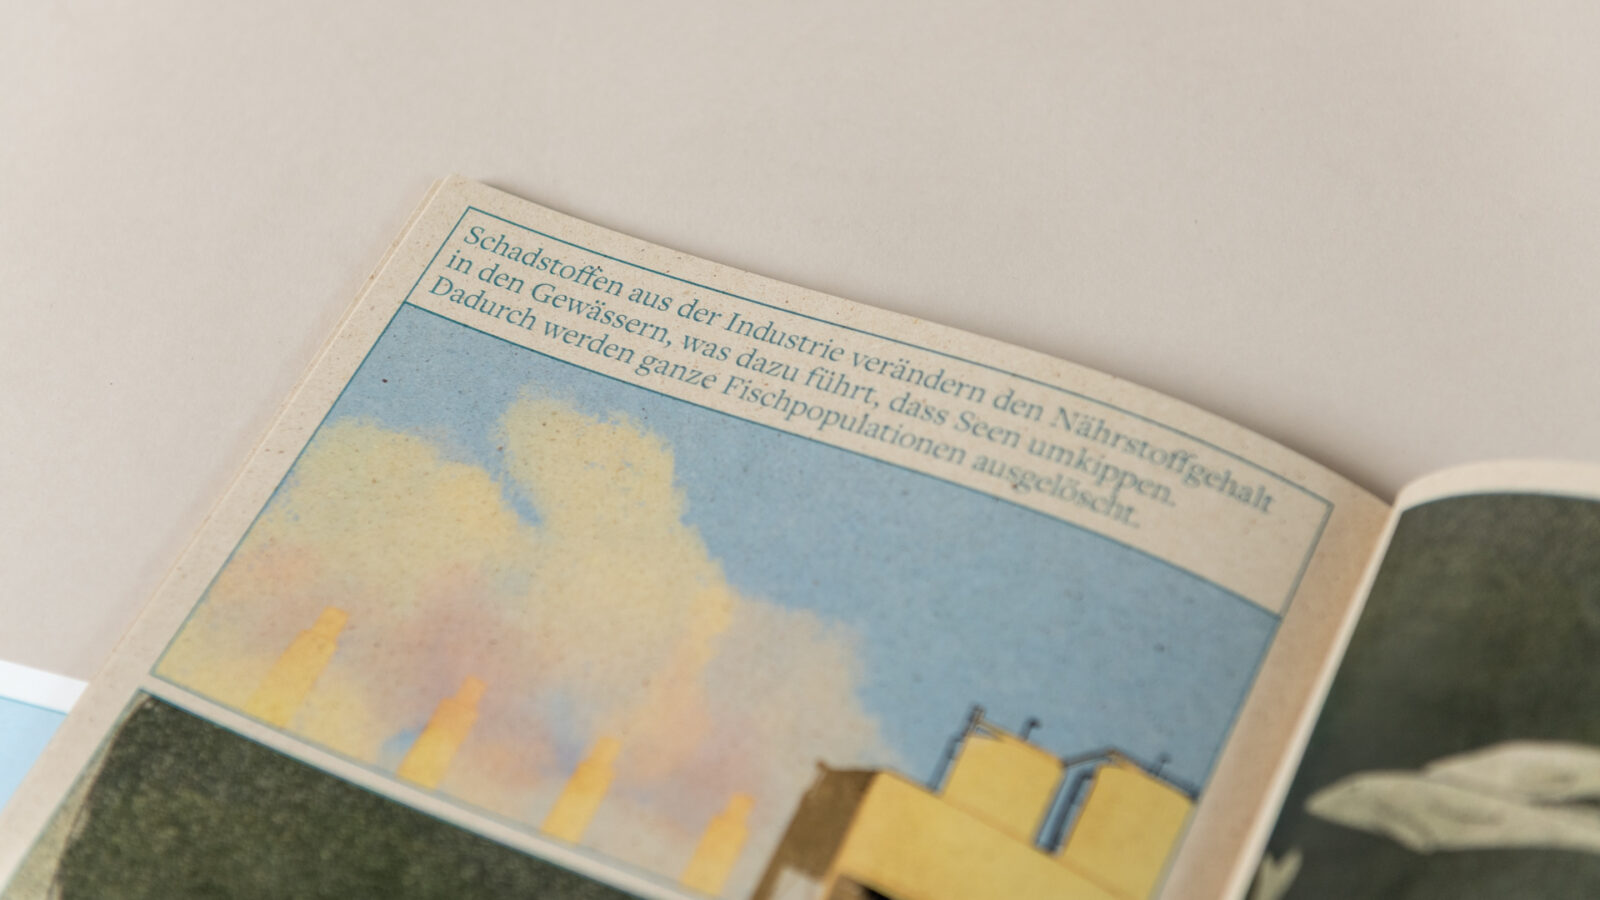 Schadstoffen aus der Industrie verändern den Nährstoffgehalt
in den Gewässern, was dazu führt, dass Seen umkippen.
Dadurch werden ganze Fischpopulationen ausgelöscht.